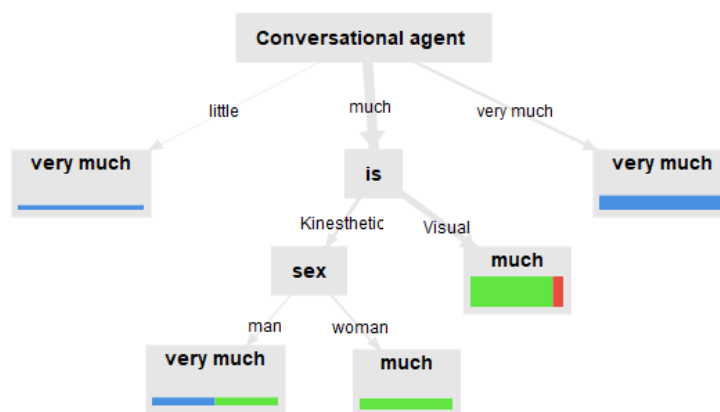 Conversational agent
little
much
very much
very much
is
very much
Kinesthetic
Visual
sex
much
man
woman
very much
much